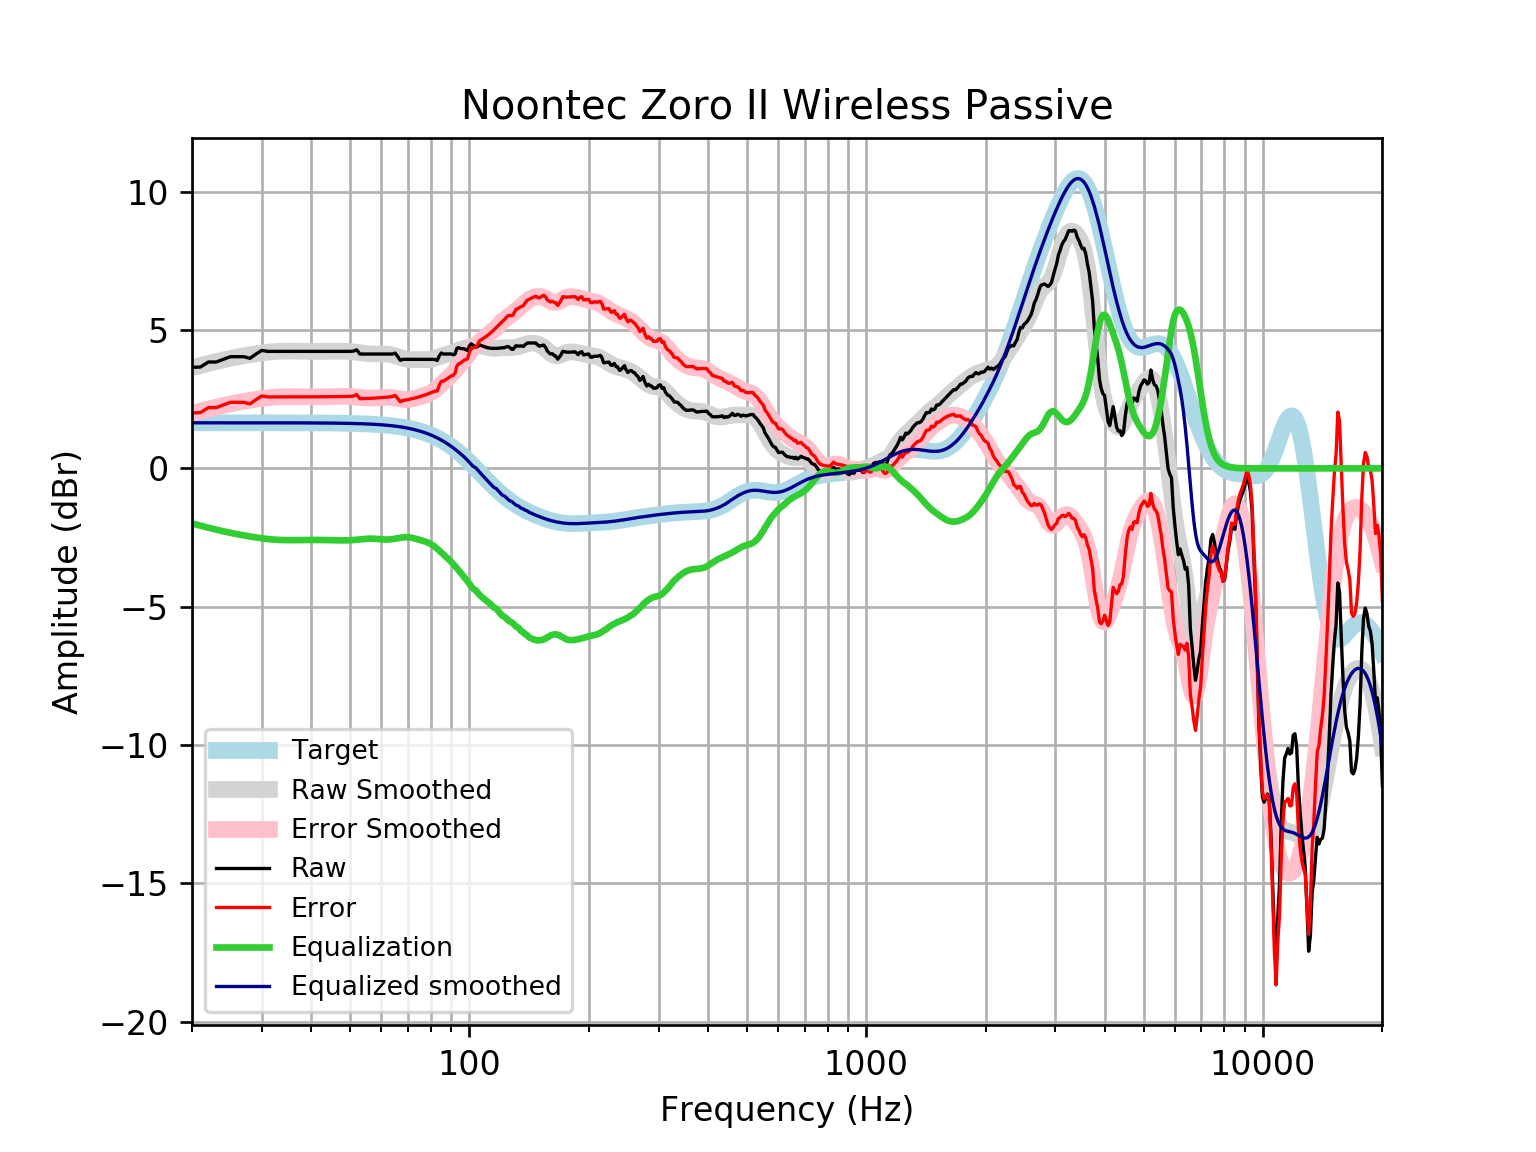 Noontec Zoro II Wireless Passive
Amplitude (dBr)
10
5
0
−5
−10
−15
−20
Target
Raw Smoothed
Error Smoothed
Raw
Error
Equalization
Equalized smoothed
100
1000
10000
Frequency (Hz)